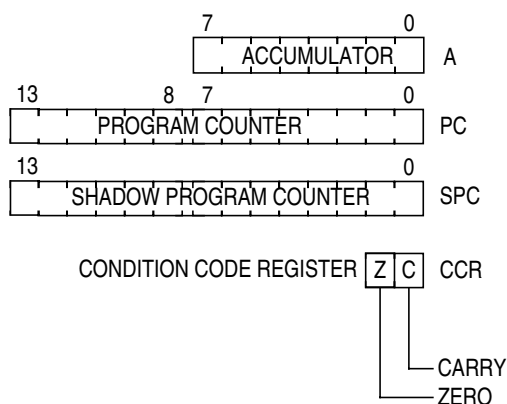 7 0
ACCUMULATOR A
13 8 7 0
PROGRAM COUNTER PC
13 0
SHADOW PROGRAM COUNTER SPC
CONDITION CODE REGISTER Z C CCR
CARRY
ZERO